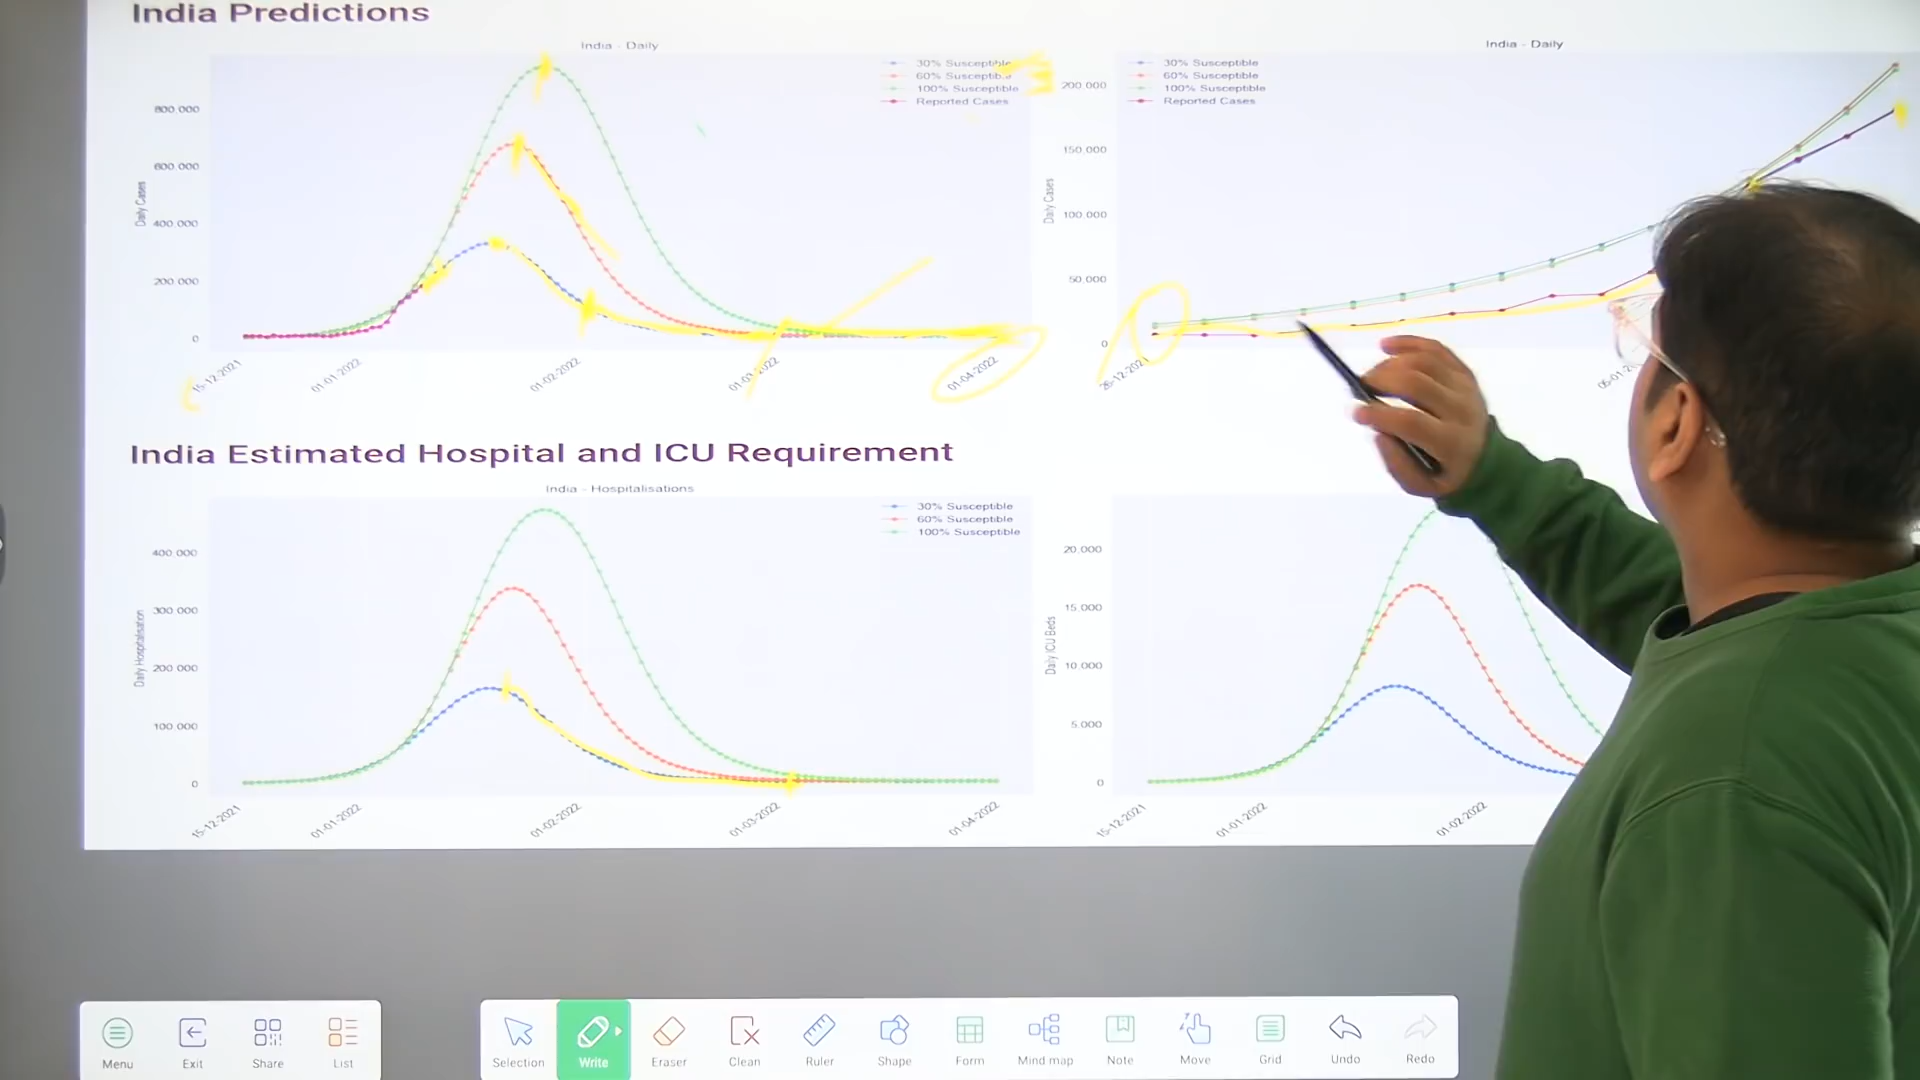 India Predictions
India - Daily
30% Susceptible
60% Susceptible
100% Susceptible
Reported Cases
Daily Cases
800 000
600 000
400 000
200 000
0
15-12-2021
01-01-2022
01-02-2022
01-03-2022
01-04-2022
India - Daily
30% Susceptible
60% Susceptible
100% Susceptible
Reported Cases
Daily Cases
200 000
150,000
100,000
50,000
0
India Estimated Hospital and ICU Requirement
India - Hospitalisations
30% Susceptible
60% Susceptible
100% Susceptible
Daily Hospitalisation
400 000
300 000
200 000
100 000
0
15-12-2021
01-01-2022
01-02-2022
01-03-2022
01-04-2022
Daily ICU Beds
20,000
15,000
10 000
5,000
0
15-12-2021
01-01-2022
01-02-2022
Menu
Exit
Share
List
Selection
Write
Eraser
Clean
Ruler
Shape
Form
Mind map
Note
Move
Grid
Undo
Redo